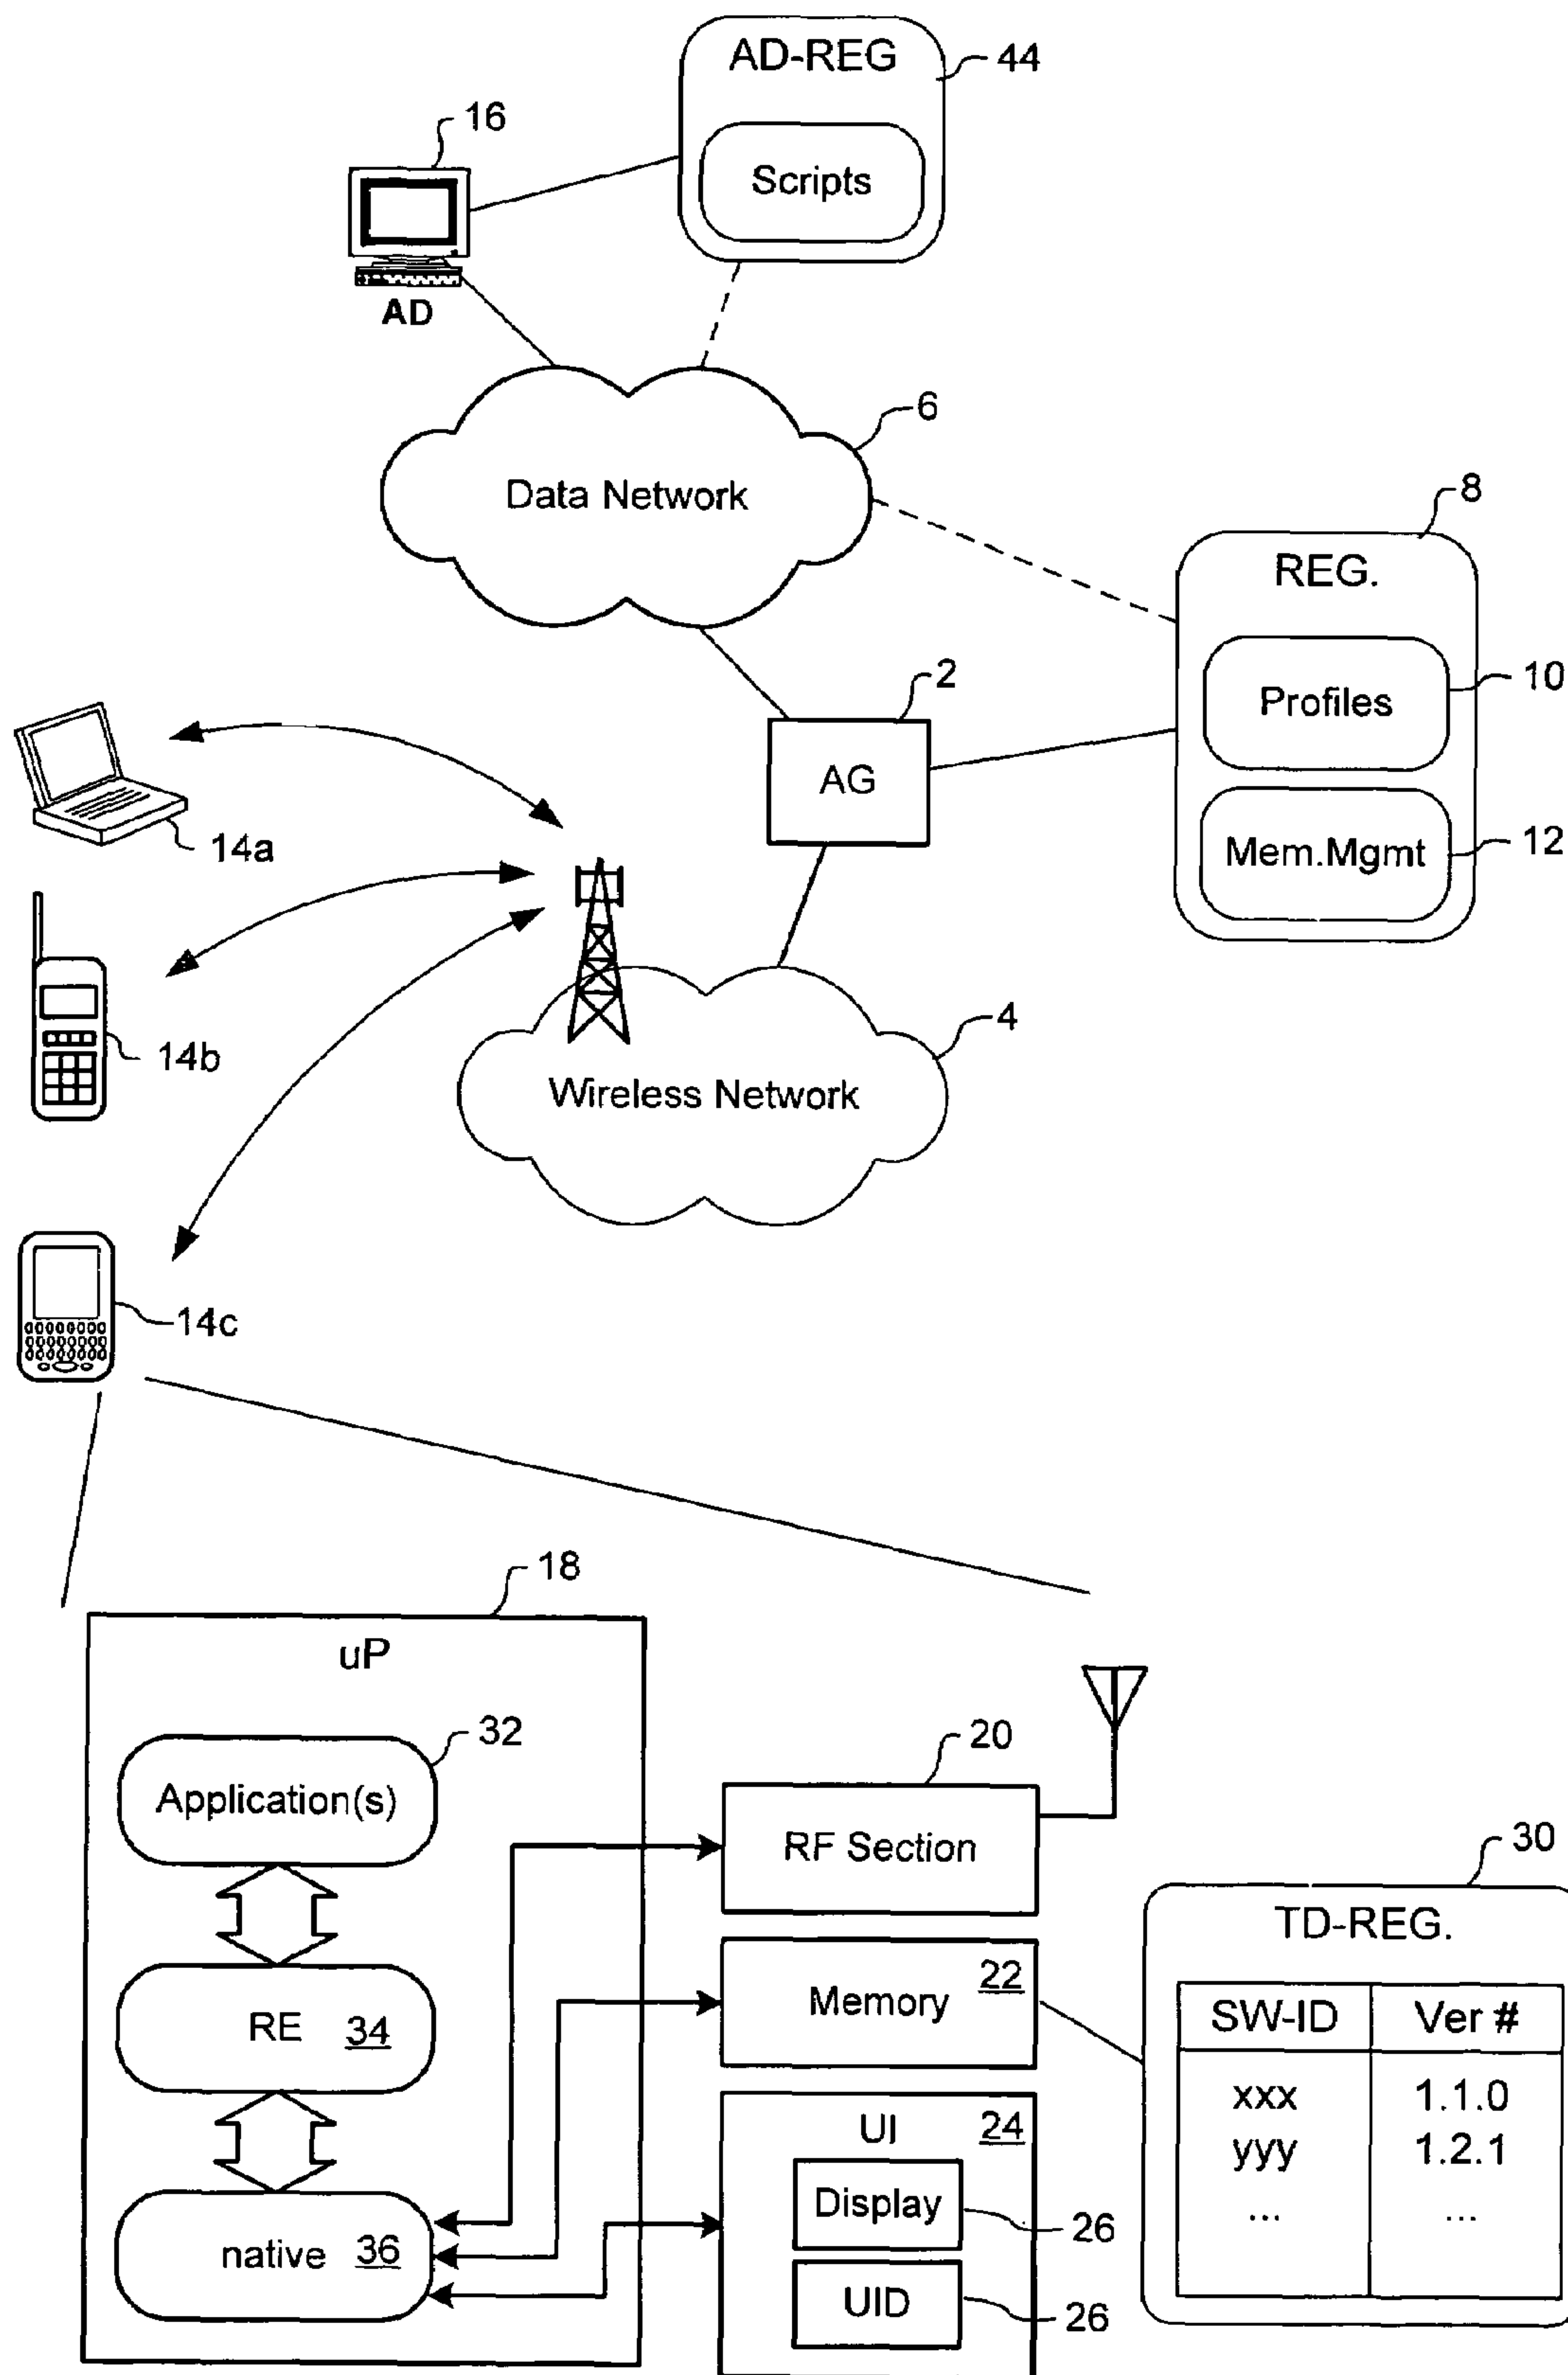 AD-REG
44
Scripts
16
AD
6
Data Network
8
REG.
Profiles
10
Mem.Mgmt
12
2
AG
14a
14b
4
Wireless Network
14c
18
uP
32
Application(s)
RE 34
native 36
20
RF Section
Memory 22
UI 24
Display
26
UID
26
30
TD-REG.
SW-ID Ver #
xxx 1.1.0
yyy 1.2.1
... ...